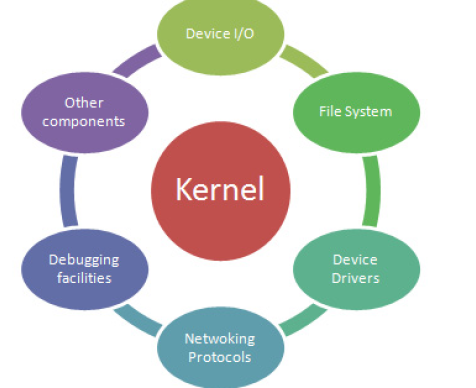 Device I/O
File System
Device
Drivers
Netwoking
Protocols
Debugging
facilities
Other
components
Kernel